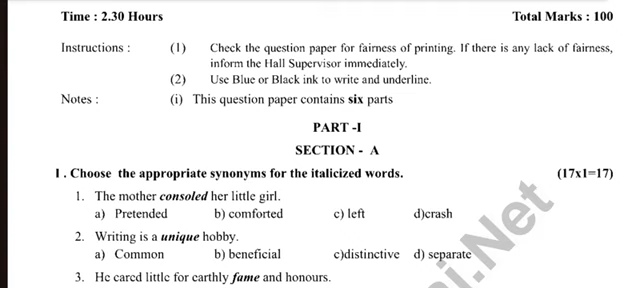 Time : 2.30 Hours Total Marks : 100
Instructions : (1) Check the question paper for fairness of printing. If there is any lack of fairness,
inform the Hall Supervisor immediately.
(2) Use Blue or Black ink to write and underline.
Notes : (i) This question paper contains six parts
PART -I
SECTION - A
I . Choose the appropriate synonyms for the italicized words. (17x1=17)
1. The mother consoled her little girl.
a) Pretended b) comforted c) left d)crash
2. Writing is a unique hobby.
a) Common b) beneficial c)distinctive d) separate
3. He cared little for earthly fame and honours.
i.Net